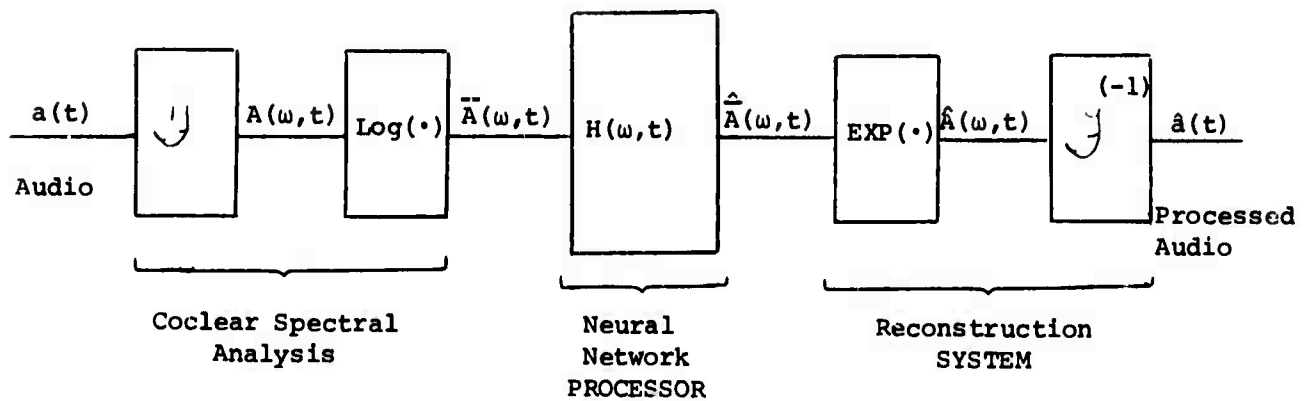 a(t)
A(ω,t)
Log(·)
A̿(ω,t)
H(ω,t)
Â̿(ω,t)
EXP(·)
Â(ω,t)
(-1)
â(t)
Audio
Processed
Audio
Coclear Spectral
Analysis
Neural
Network
PROCESSOR
Reconstruction
SYSTEM